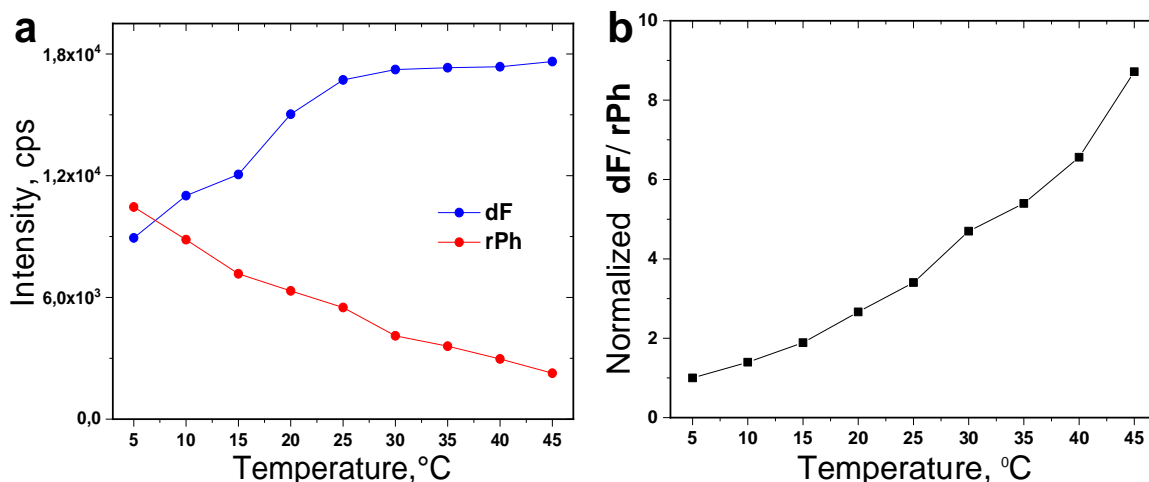 a
Intensity, cps
1,8x10⁴
1,2x10⁴
6,0x10³
0,0
dF
rPh
5 10 15 20 25 30 35 40 45
Temperature,°C
b
Normalized dF/ rPh
10
8
6
4
2
0
5 10 15 20 25 30 35 40 45
Temperature, ⁰C